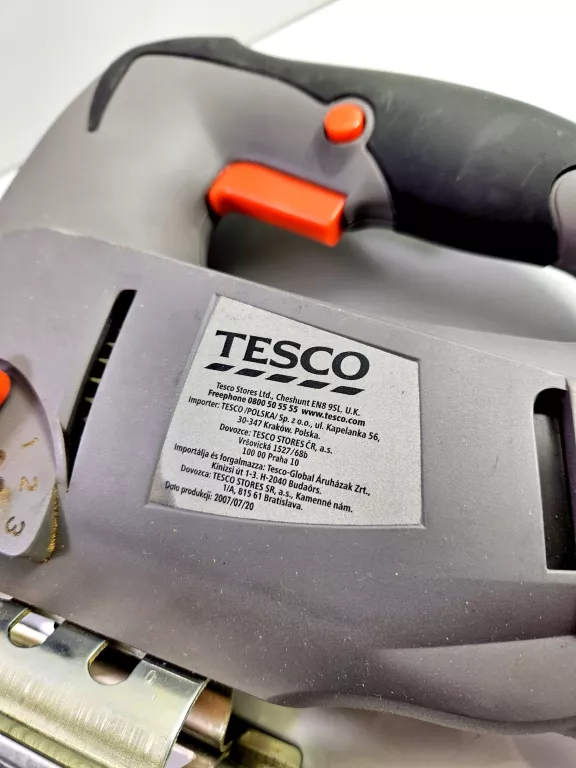 TESCO
Tesco Stores Ltd., Cheshunt EN8 9SL. U.K.
Freephone 0800 50 55 55 www.tesco.com
Importer: TESCO /POLSKA/ Sp. z o.o., ul. Kapelanka 56,
30-347 Kraków. Polska.
Dovozce: TESCO STORES ČR, a.s.
Vršovická 1527/68b
100 00 Praha 10
Importálja és forgalmazza: Tesco-Global Áruházak Zrt.,
Kinizsi út 1-3. H-2040 Budaörs.
Dovozca: TESCO STORES SR, a.s., Kamenné nám.
1/A, 815 61 Bratislava.
Data produkcji: 2007/07/20
1
2
3